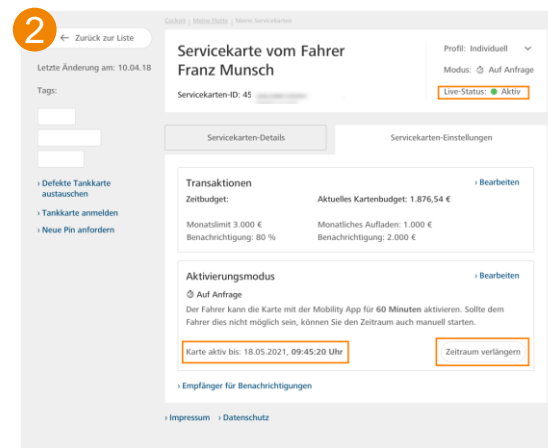 Cockpit | Meine Flotte | Meine Servicekarten
2
← Zurück zur Liste
Letzte Änderung am: 10.04.18
Tags:
› Defekte Tankkarte
austauschen
› Tankkarte anmelden
› Neue Pin anfordern
Servicekarte vom Fahrer
Franz Munsch
Servicekarten-ID: 45
Profil: Individuell
Modus: Auf Anfrage
Live-Status: Aktiv
Servicekarten-Details
Servicekarten-Einstellungen
Transaktionen
› Bearbeiten
Zeitbudget:
Aktuelles Kartenbudget: 1.876,54 €
Monatslimit 3.000 €
Monatliches Aufladen: 1.000 €
Benachrichtigung: 80 %
Benachrichtigung: 2.000 €
Aktivierungsmodus
› Bearbeiten
Auf Anfrage
Der Fahrer kann die Karte mit der Mobility App für 60 Minuten aktivieren. Sollte dem
Fahrer dies nicht möglich sein, können Sie den Zeitraum auch manuell starten.
Karte aktiv bis: 18.05.2021, 09:45:20 Uhr
Zeitraum verlängern
› Empfänger für Benachrichtigungen
› Impressum › Datenschutz